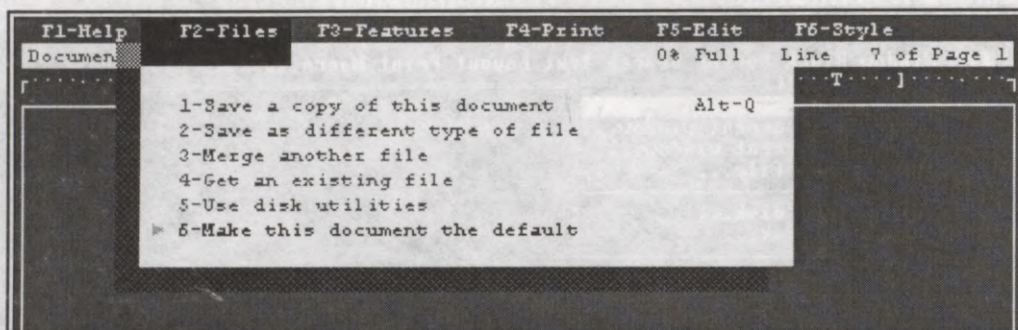 F1-Help F2-Files F3-Features F4-Print F5-Edit F6-Style
Documen 0% Full Line 7 of Page 1
T ]
1-Save a copy of this document Alt-Q
2-Save as different type of file
3-Merge another file
4-Get an existing file
5-Use disk utilities
6-Make this document the default